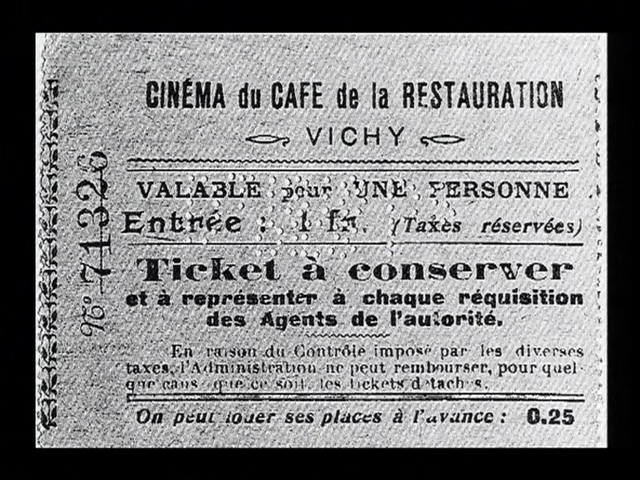 CINÉMA du CAFE de la RESTAURATION
VICHY
VALABLE pour UNE PERSONNE
Entrée : 1 fr. (Taxes réservées)
Ticket à conserver
et à représenter à chaque réquisition
des Agents de l'autorité.
En raison du Contrôle imposé par les diverses
taxes, l'Administration ne peut rembourser, pour quel-
que cans que ce soit, les tickets détachés.
On peut louer ses places à l'avance : 0.25
Nº 71326